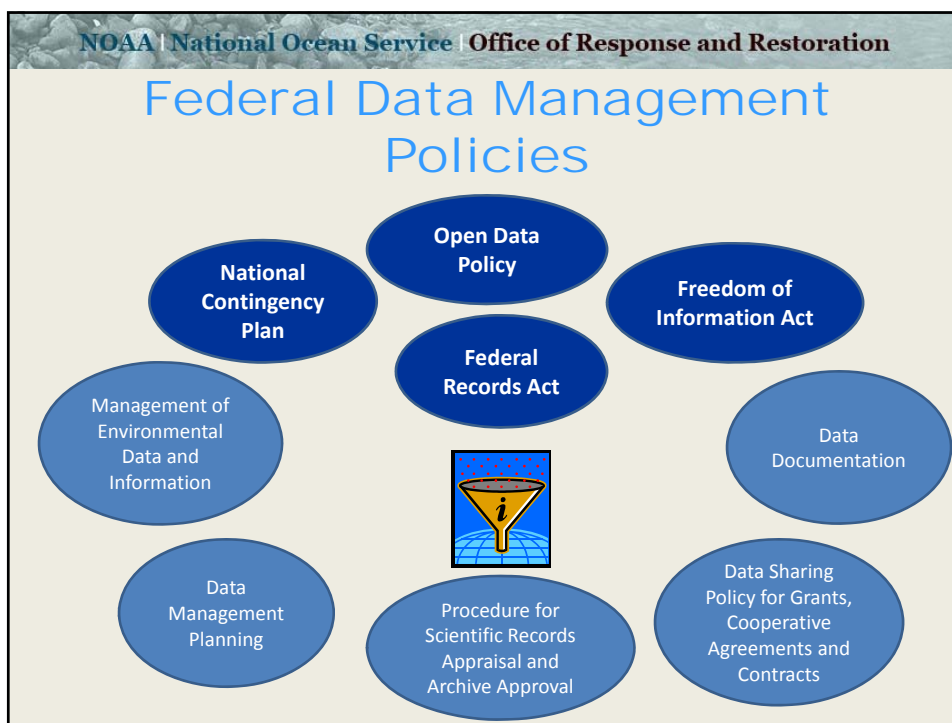 NOAA | National Ocean Service | Office of Response and Restoration
Federal Data Management
Policies
Open Data
Policy
National
Contingency
Plan
Freedom of
Information Act
Federal
Records Act
Management of
Environmental
Data and
Information
Data
Documentation
i
Data
Management
Planning
Procedure for
Scientific Records
Appraisal and
Archive Approval
Data Sharing
Policy for Grants,
Cooperative
Agreements and
Contracts